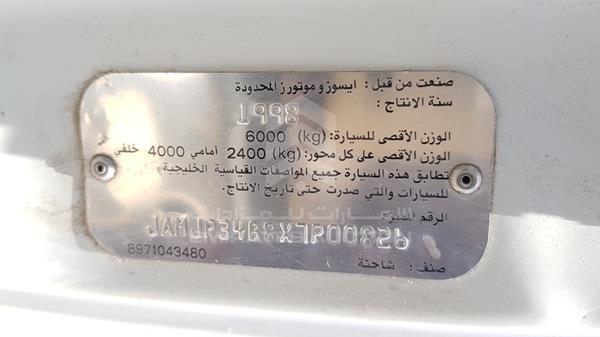 صنعت من قبل : ايسوزو موتورز المحدودة
سنة الانتاج : 1998
الوزن الأقصى للسيارة: (kg) 6000
الوزن الأقصى على كل محور: (kg) 2400 أمامي 4000 خلفي
تطابق هذه السيارة جميع المواصفات القياسية الخليجية
للسيارات والتي صدرت حتى تاريخ الانتاج.
الرقم المميز:
JAMJP34B8X7P00826
صنف : شاحنة
8971043480